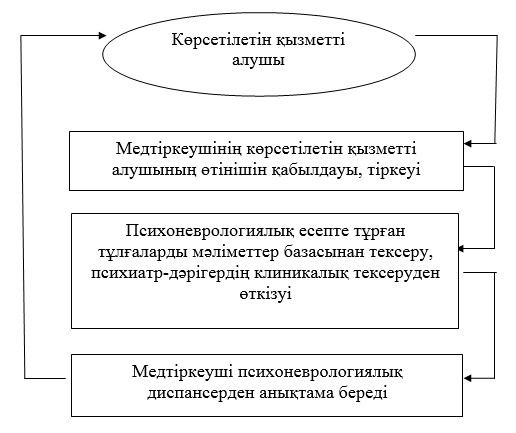 Көрсетілетін қызметті
алушы
Медтіркеушінің көрсетілетін қызметті
алушының өтінішін қабылдауы, тіркеуі
Психоневрологиялық есепте тұрған
тұлғаларды мәліметтер базасынан тексеру,
психиатр-дәрігердің клиникалық тексеруден
өткізуі
Медтіркеуші психоневрологиялық
диспансерден анықтама береді